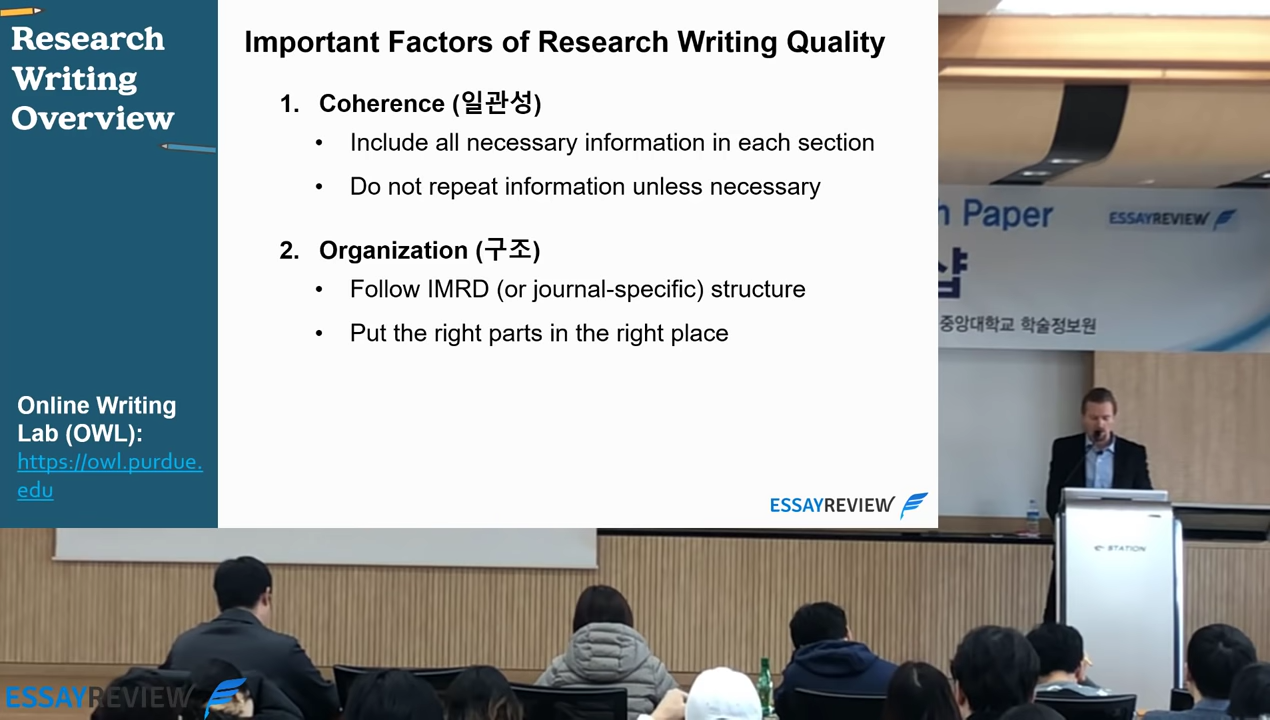 Research
Writing
Overview
Online Writing
Lab (OWL):
https://owl.purdue.
edu
Important Factors of Research Writing Quality
1. Coherence (일관성)
• Include all necessary information in each section
• Do not repeat information unless necessary
2. Organization (구조)
• Follow IMRD (or journal-specific) structure
• Put the right parts in the right place
ESSAYREVIEW
Paper
ESSAYREVIEW
샵
중앙대학교 학술정보원
STATION
ESSAYREVIEW